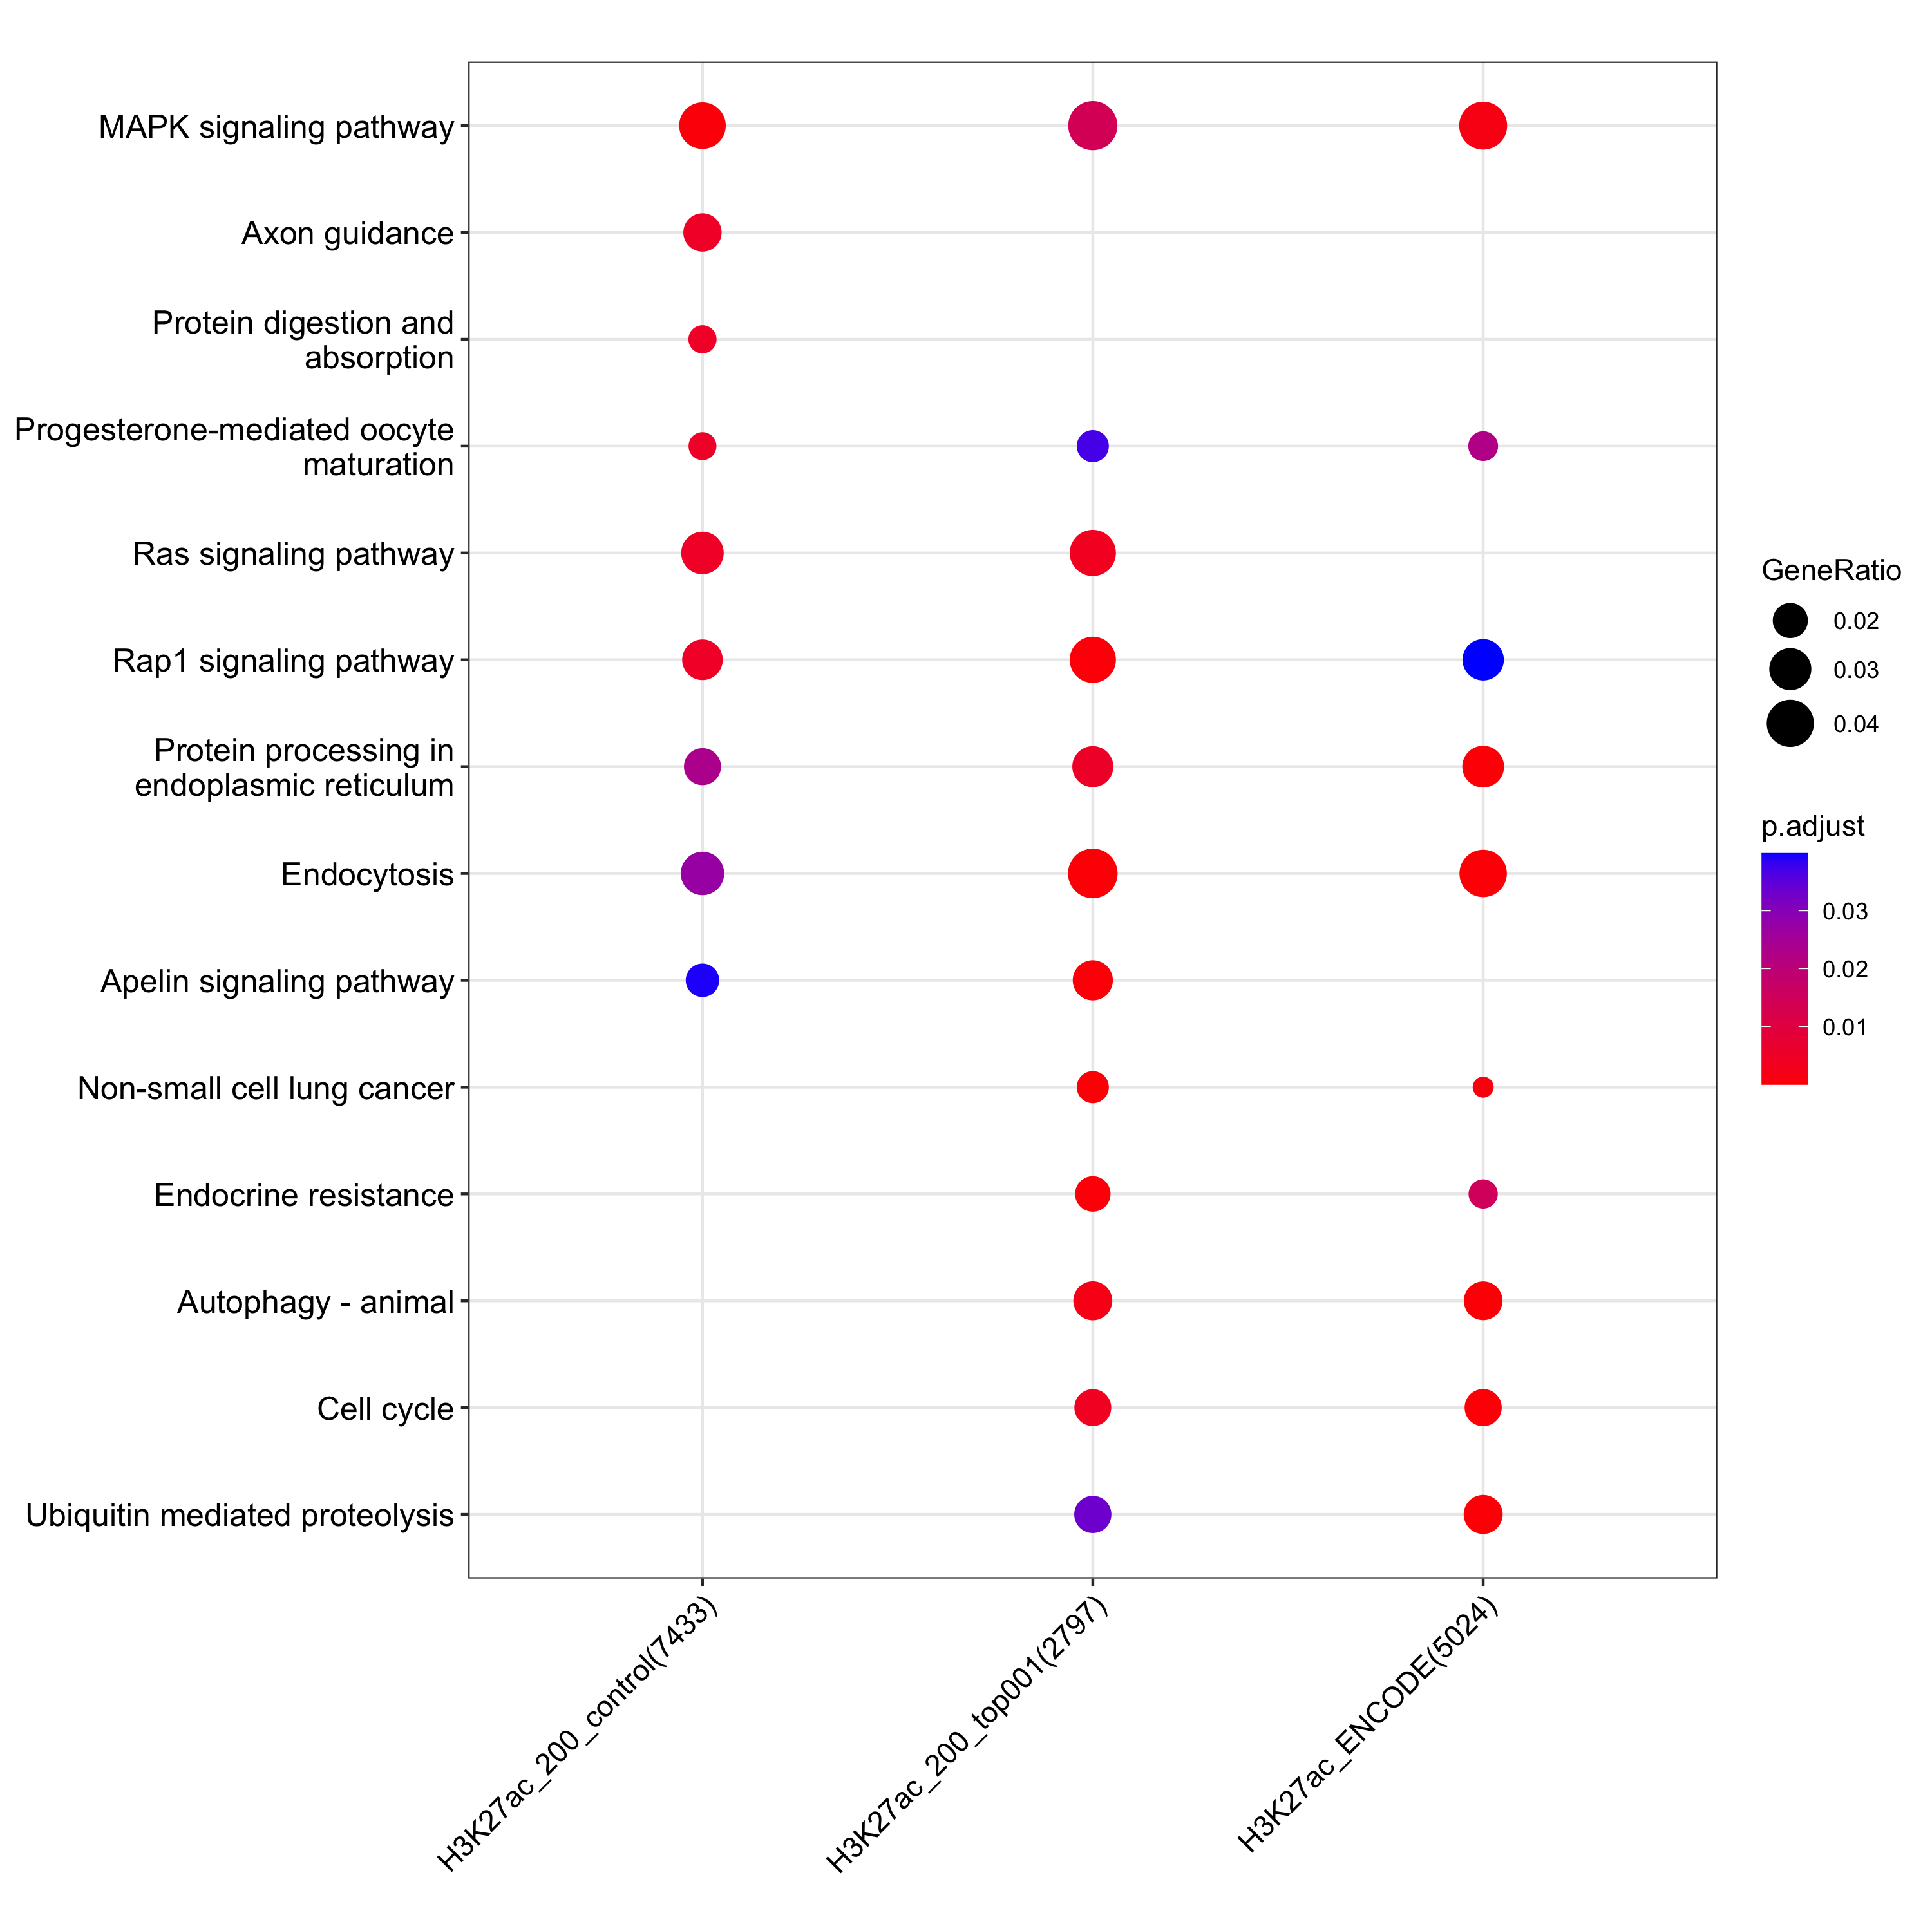 MAPK signaling pathway
Axon guidance
Protein digestion and
absorption
Progesterone-mediated oocyte
maturation
Ras signaling pathway
Rap1 signaling pathway
Protein processing in
endoplasmic reticulum
Endocytosis
Apelin signaling pathway
Non-small cell lung cancer
Endocrine resistance
Autophagy - animal
Cell cycle
Ubiquitin mediated proteolysis
H3K27ac_200_control(7433)
H3K27ac_200_top001(2797)
H3K27ac_ENCODE(5024)
GeneRatio
0.02
0.03
0.04
p.adjust
0.03
0.02
0.01